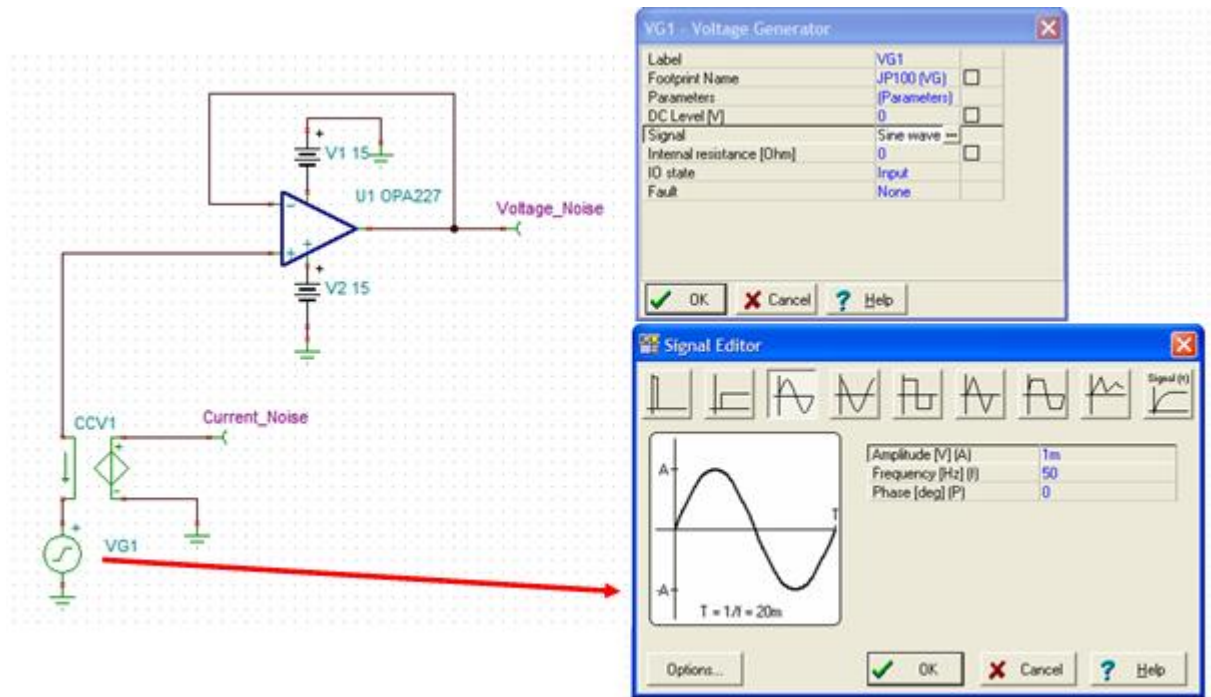 V1 15
U1 OPA227
Voltage_Noise
V2 15
CCV1
Current_Noise
VG1
VG1 - Voltage Generator
Label VG1
Footprint Name JP100 (VG)
Parameters (Parameters)
DC Level [V] 0
Signal Sine wave ...
Internal resistance [Ohm] 0
IO state Input
Fault None
OK Cancel ? Help
Signal Editor
Signal (t)
A
T
-A
T = 1/f = 20m
Amplitude [V] (A) 1m
Frequency [Hz] (f) 50
Phase [deg] (P) 0
Options... OK Cancel ? Help